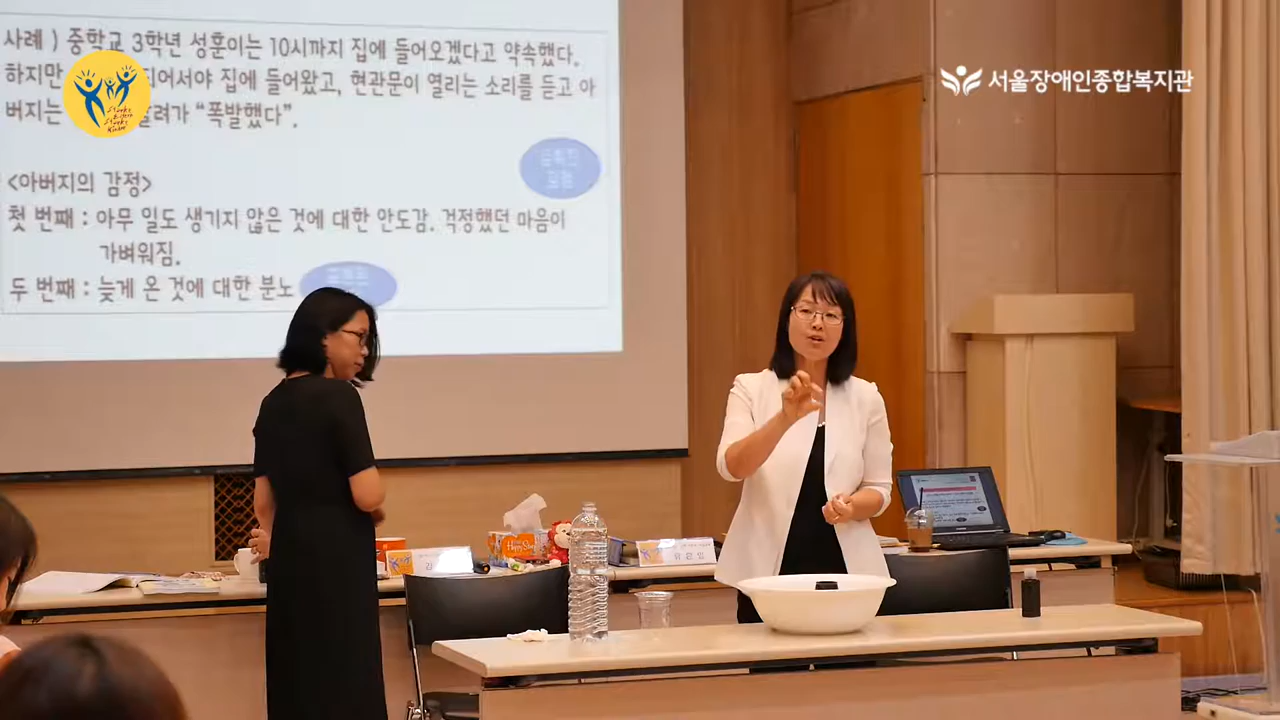 사례 ) 중학교 3학년 성훈이는 10시까지 집에 들어오겠다고 약속했다.
하지만 되어서야 집에 들어왔고, 현관문이 열리는 소리를 듣고 아
버지는 "폭발했다".
<아버지의 감정>
첫 번째 : 아무 일도 생기지 않은 것에 대한 안도감. 걱정했던 마음이
가벼워짐.
두 번째 : 늦게 온 것에 대한 분노
Starke
Eltern
Starke
Kinder
서울장애인종합복지관
Happy